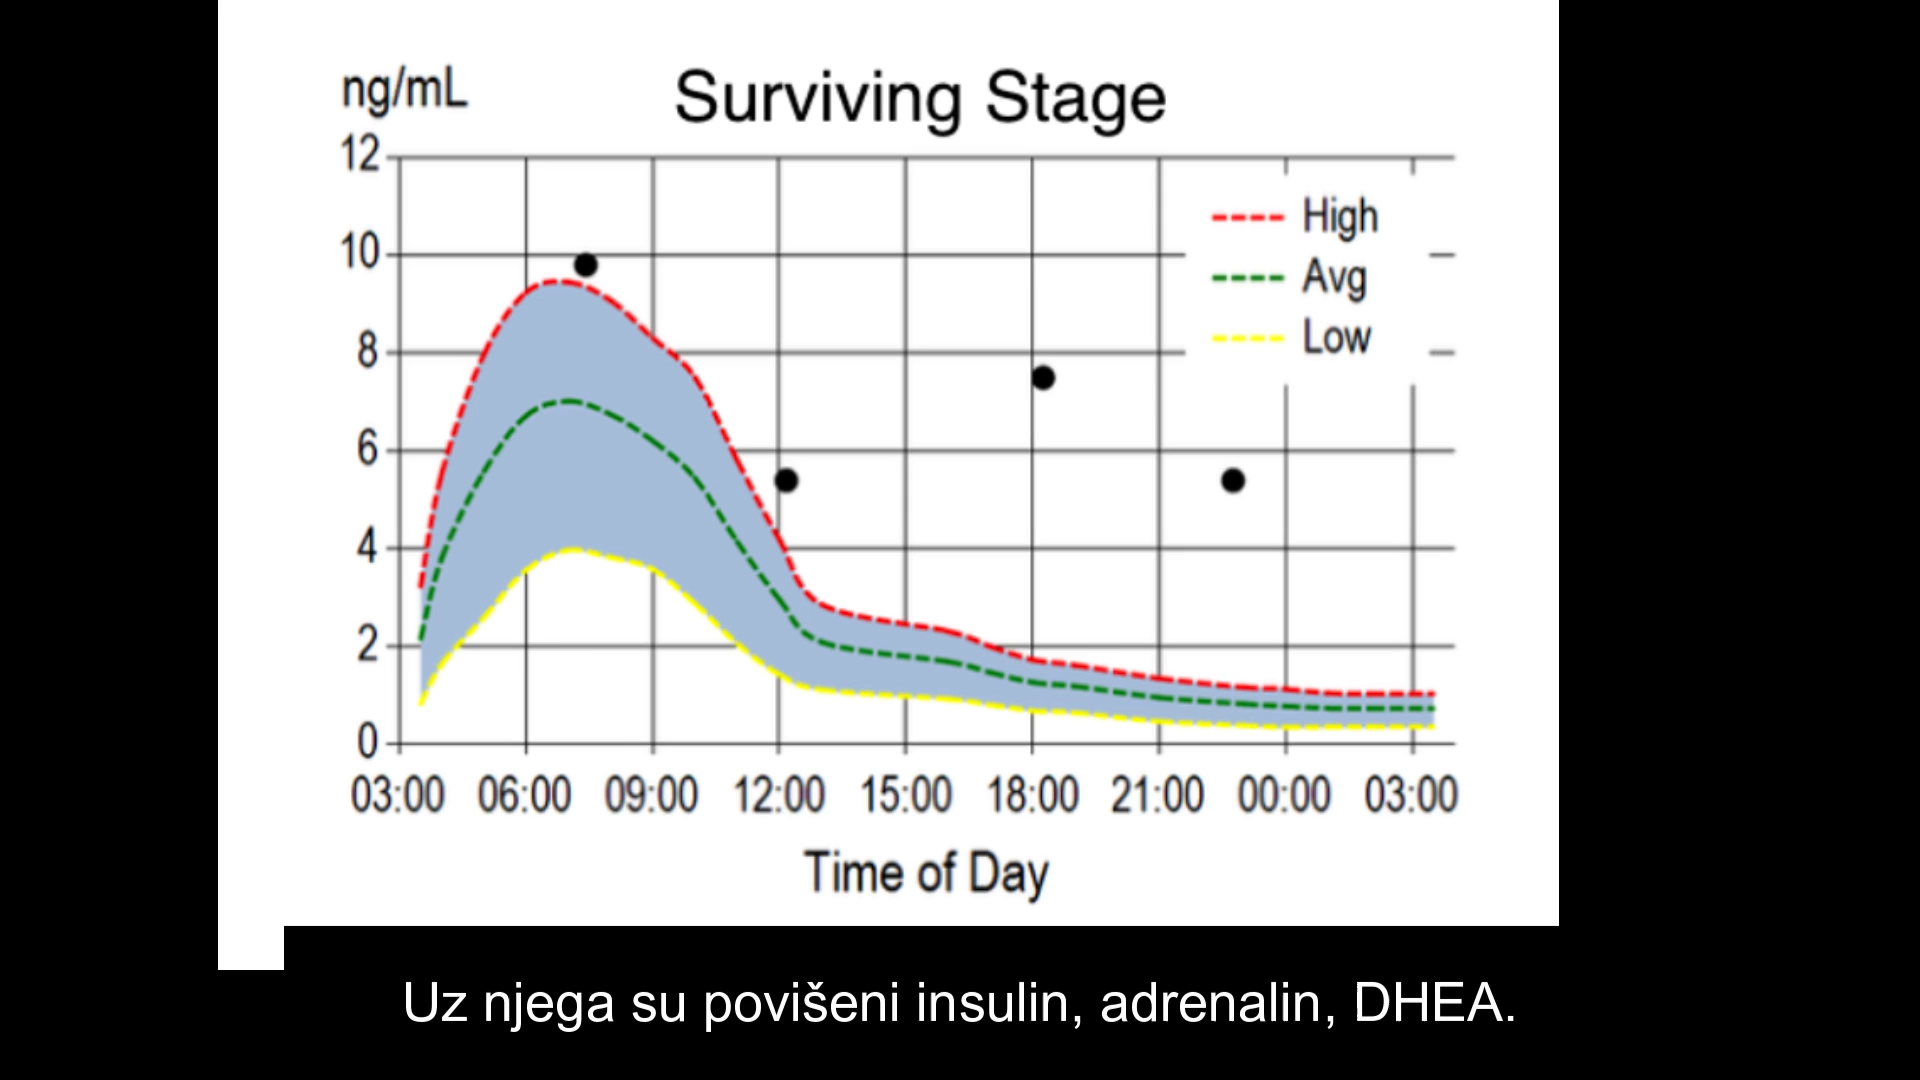 ng/mL
Surviving Stage
12
10
8
6
4
2
0
High
Avg
Low
03:00 06:00 09:00 12:00 15:00 18:00 21:00 00:00 03:00
Time of Day
Uz njega su povišeni insulin, adrenalin, DHEA.